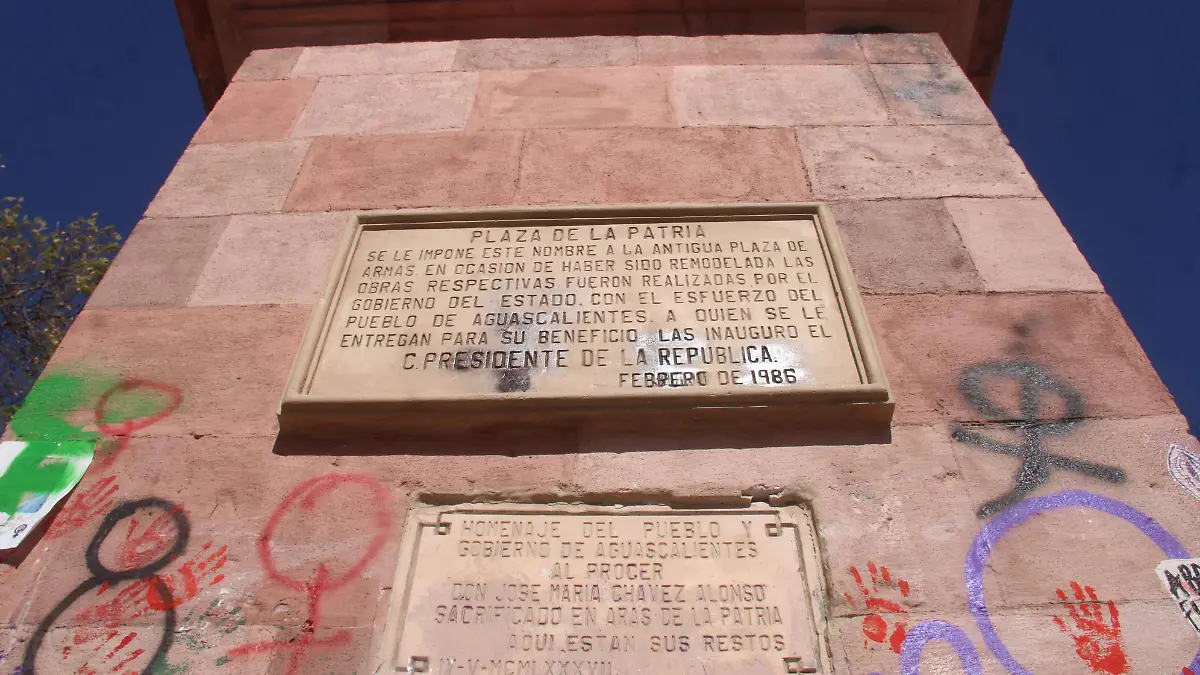 PLAZA DE LA PATRIA
SE LE IMPONE ESTE NOMBRE A LA ANTIGUA PLAZA DE
ARMAS, EN OCASION DE HABER SIDO REMODELADA LAS
OBRAS RESPECTIVAS FUERON REALIZADAS POR EL
GOBIERNO DEL ESTADO, CON EL ESFUERZO DEL
PUEBLO DE AGUASCALIENTES. A QUIEN SE LE
ENTREGAN PARA SU BENEFICIO, LAS INAUGURO EL
C. PRESIDENTE DE LA REPUBLICA.
FEBRERO DE 1986
HOMENAJE DEL PUEBLO Y
GOBIERNO DE AGUASCALIENTES
AL PROCER
DON JOSE MARIA CHAVEZ ALONSO
SACRIFICADO EN ARAS DE LA PATRIA
AQUI ESTAN SUS RESTOS